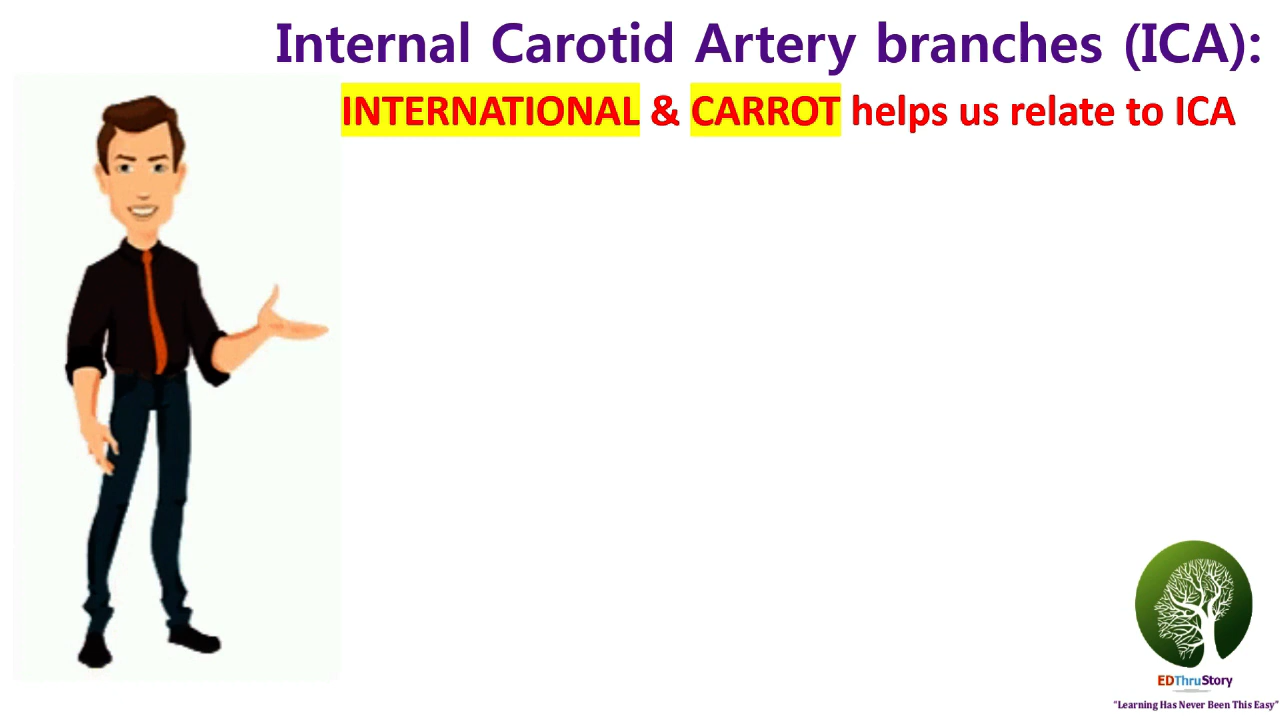 Internal Carotid Artery branches (ICA):
INTERNATIONAL & CARROT helps us relate to ICA
EDThruStory
"Learning Has Never Been This Easy"